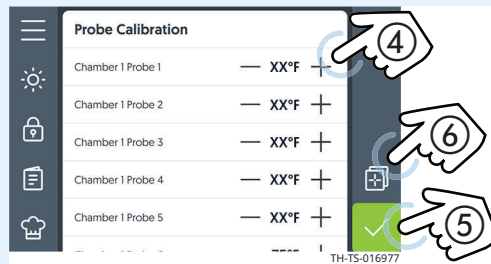 Probe Calibration
Chamber 1 Probe 1 — XX°F +
Chamber 1 Probe 2 — XX°F +
Chamber 1 Probe 3 — XX°F +
Chamber 1 Probe 4 — XX°F +
Chamber 1 Probe 5 — XX°F +
4
6
5
TH-TS-016977